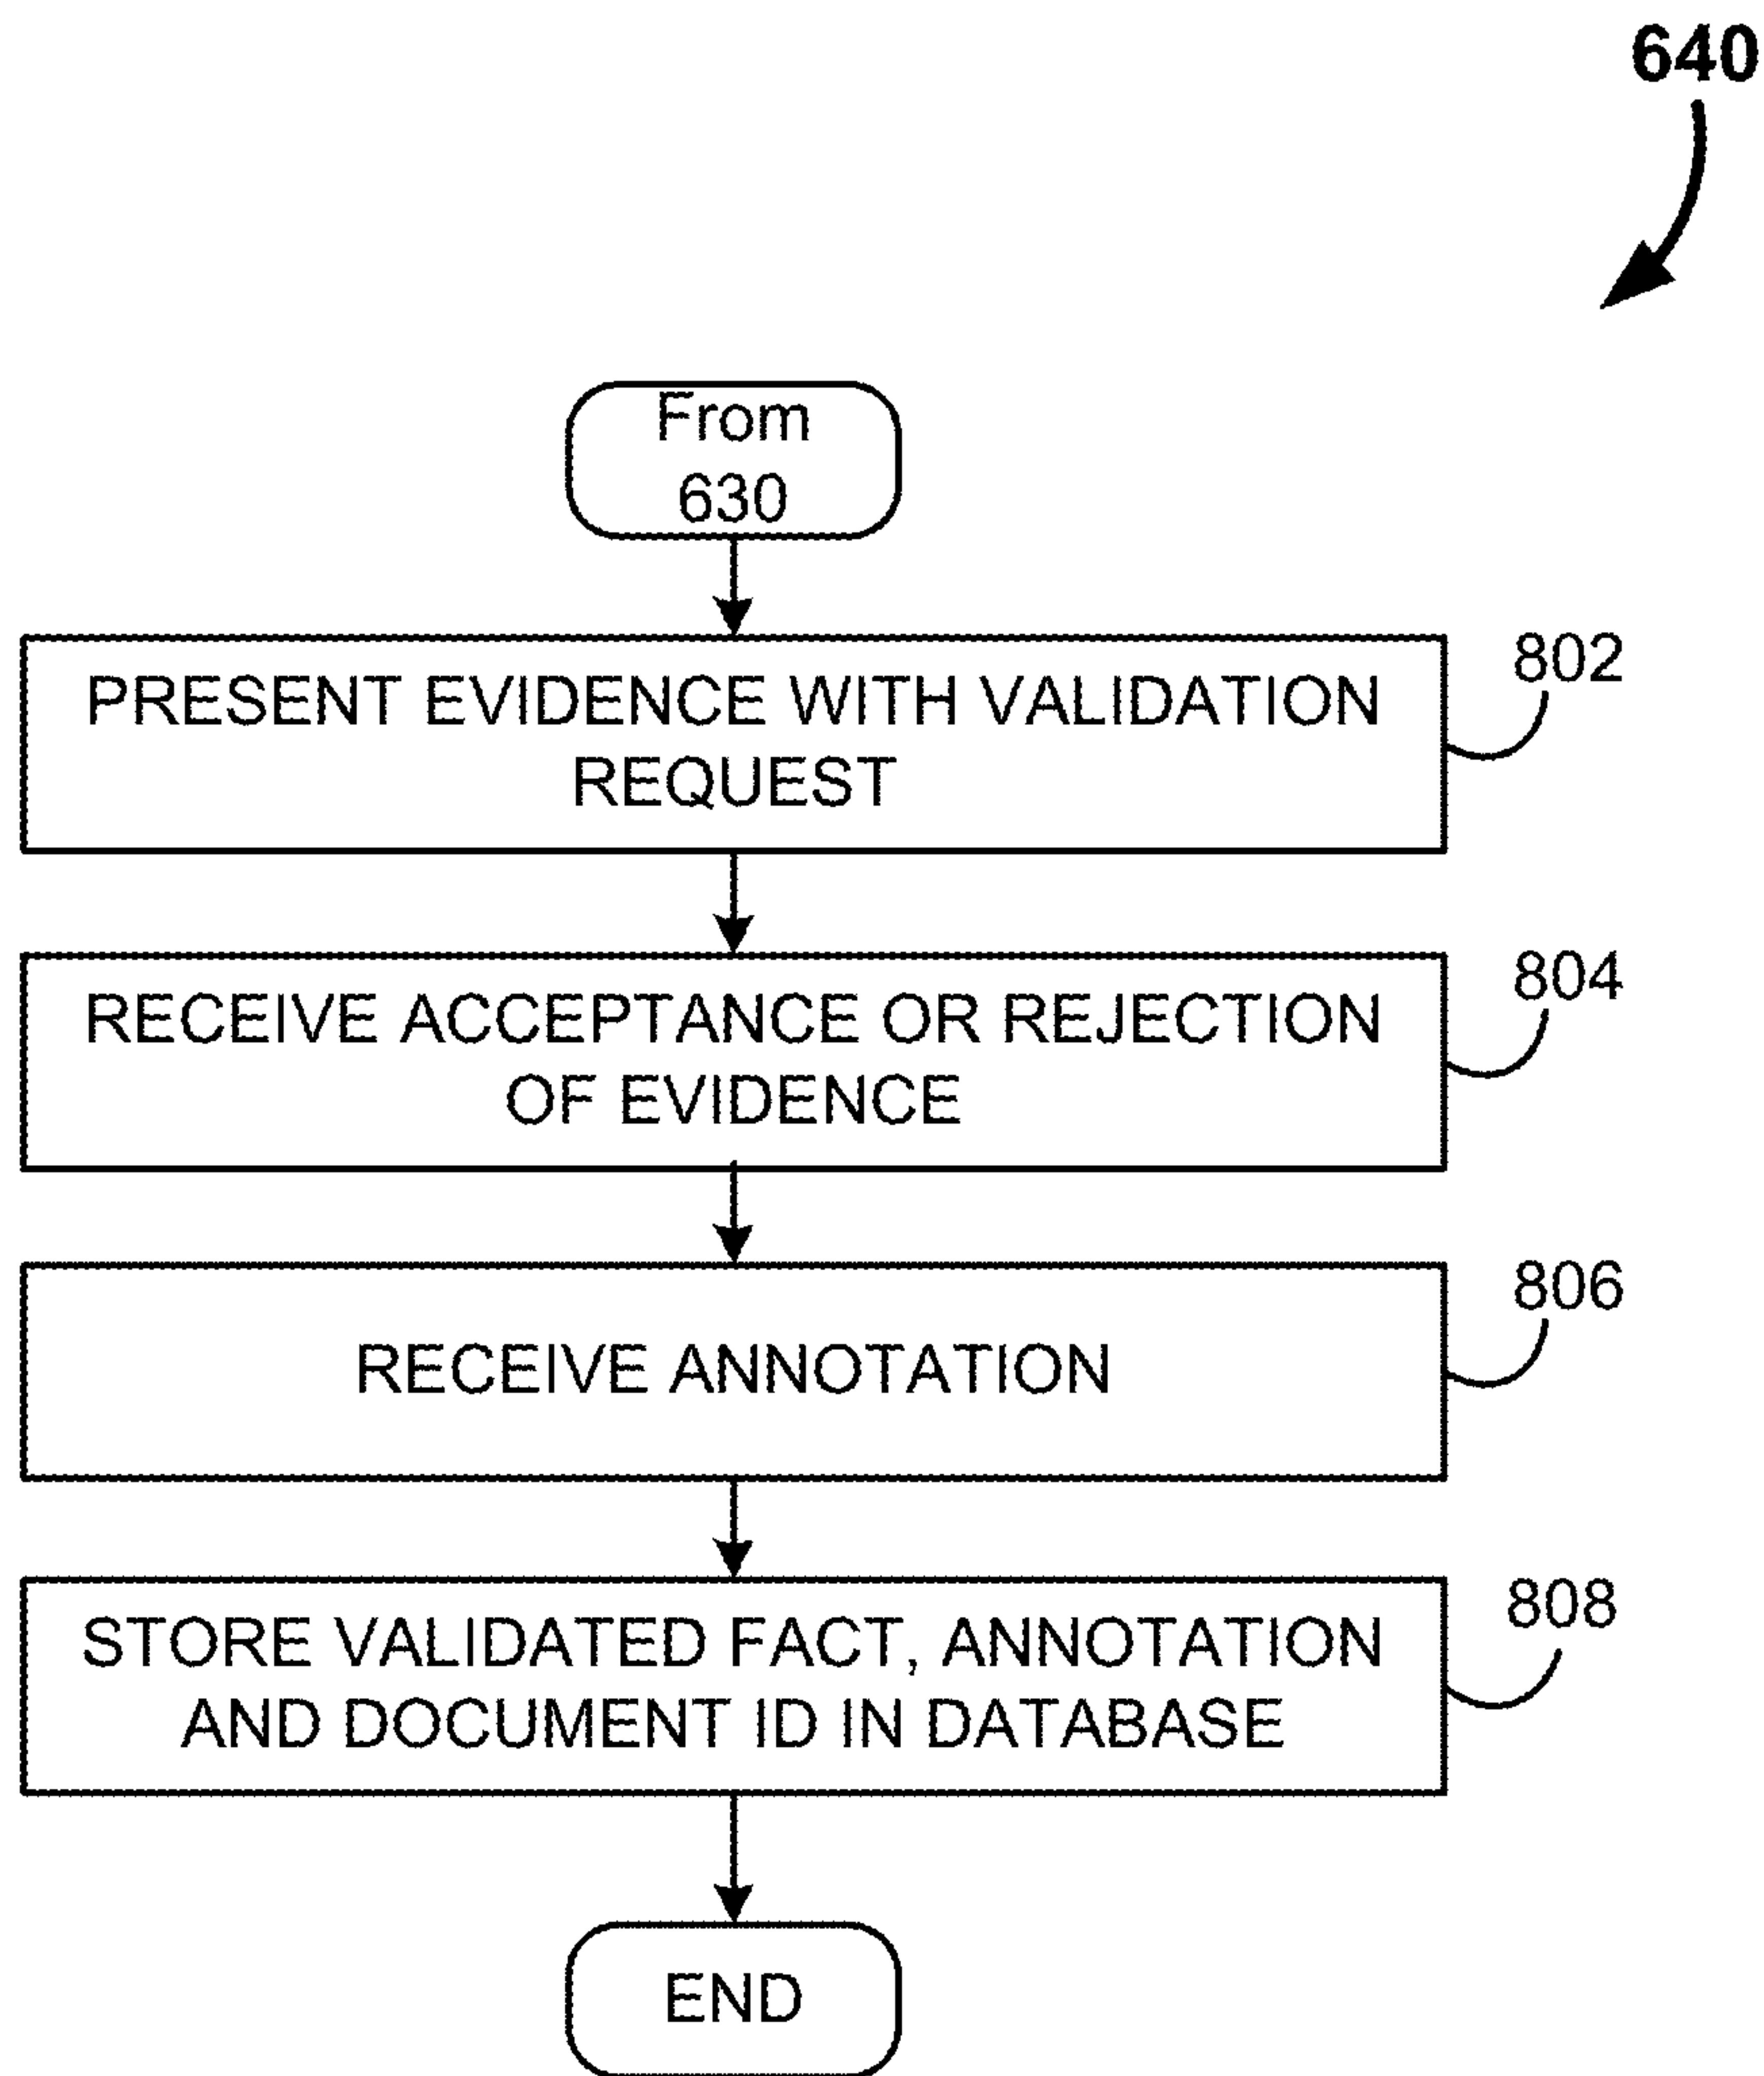 640
From
630
PRESENT EVIDENCE WITH VALIDATION
REQUEST
802
RECEIVE ACCEPTANCE OR REJECTION
OF EVIDENCE
804
RECEIVE ANNOTATION
806
STORE VALIDATED FACT, ANNOTATION
AND DOCUMENT ID IN DATABASE
808
END